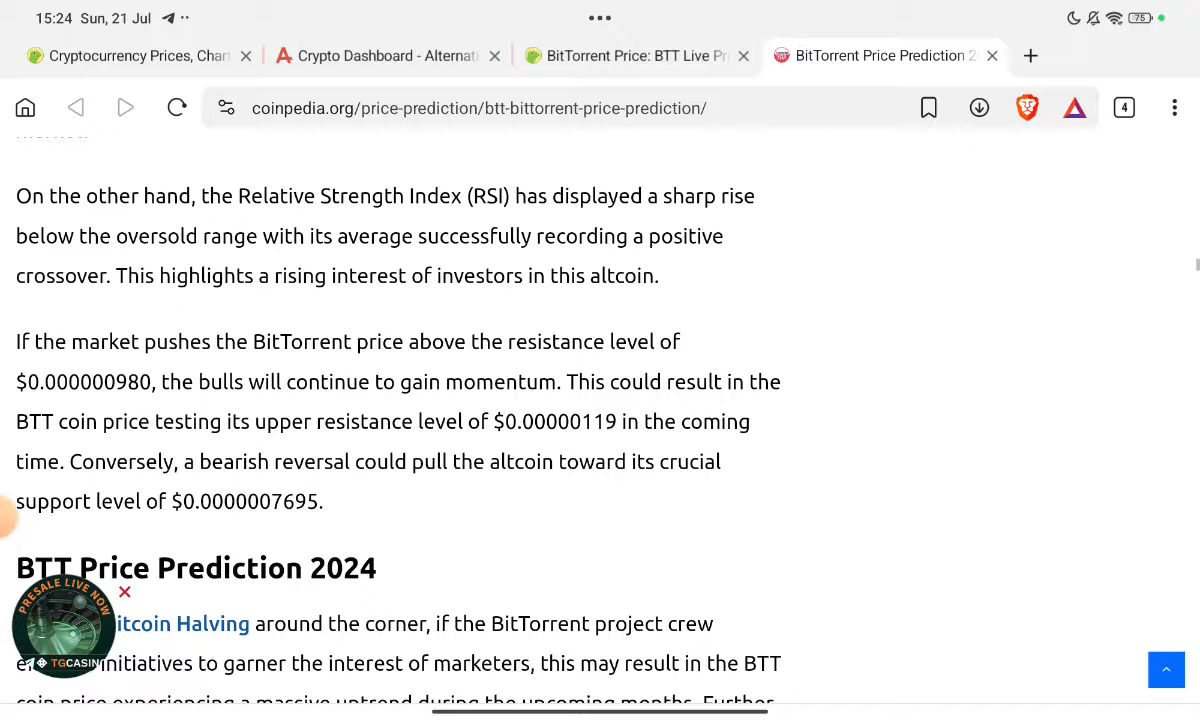 15:24 Sun, 21 Jul
75
Cryptocurrency Prices, Char
Crypto Dashboard - Alternati
BitTorrent Price: BTT Live Pr
BitTorrent Price Prediction 2
coinpedia.org/price-prediction/btt-bittorrent-price-prediction/
4
On the other hand, the Relative Strength Index (RSI) has displayed a sharp rise
below the oversold range with its average successfully recording a positive
crossover. This highlights a rising interest of investors in this altcoin.
If the market pushes the BitTorrent price above the resistance level of
$0.000000980, the bulls will continue to gain momentum. This could result in the
BTT coin price testing its upper resistance level of $0.00000119 in the coming
time. Conversely, a bearish reversal could pull the altcoin toward its crucial
support level of $0.0000007695.
BTT Price Prediction 2024
PRESALE LIVE NOW
itcoin Halving around the corner, if the BitTorrent project crew
TGCASIN
initiatives to garner the interest of marketers, this may result in the BTT
coin price experiencing a massive uptrend during the upcoming months. Further,